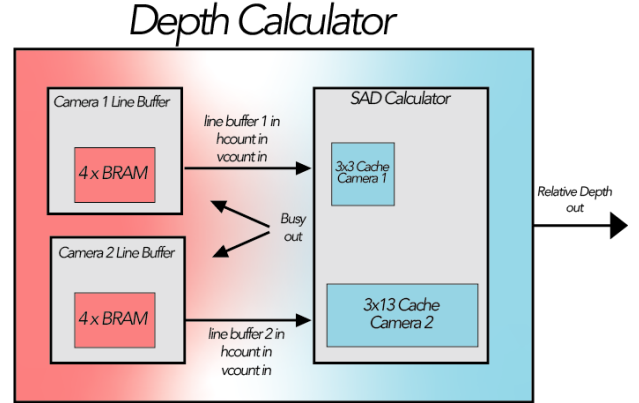 Depth Calculator
Camera 1 Line Buffer
4 x BRAM
line buffer 1 in
hcount in
vcount in
SAD Calculator
3x3 Cache
Camera 1
Relative Depth
out
Busy
out
Camera 2 Line Buffer
4 x BRAM
line buffer 2 in
hcount in
vcount in
3x13 Cache
Camera 2